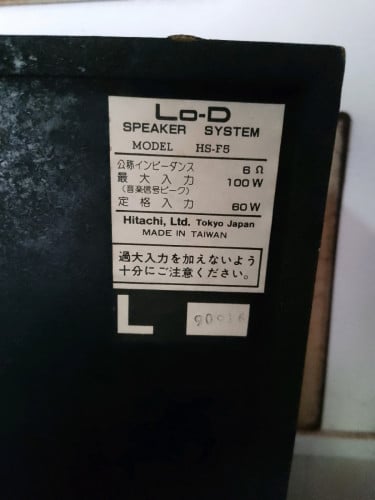 Lo-D
SPEAKER SYSTEM
MODEL HS-F5
公称インピーダンス 6Ω
最大入力 100W
(音楽信号ピーク)
定格入力 60W
Hitachi, Ltd. Tokyo Japan
MADE IN TAIWAN
過大入力を加えないよう
十分にご注意ください。
L